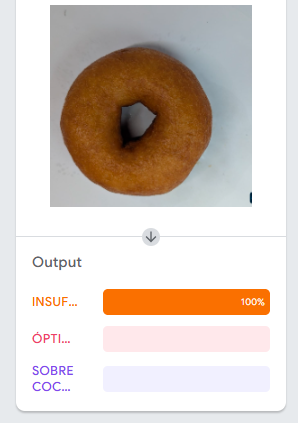 Output
INSUF...
100%
ÓPTI...
SOBRE
COC...